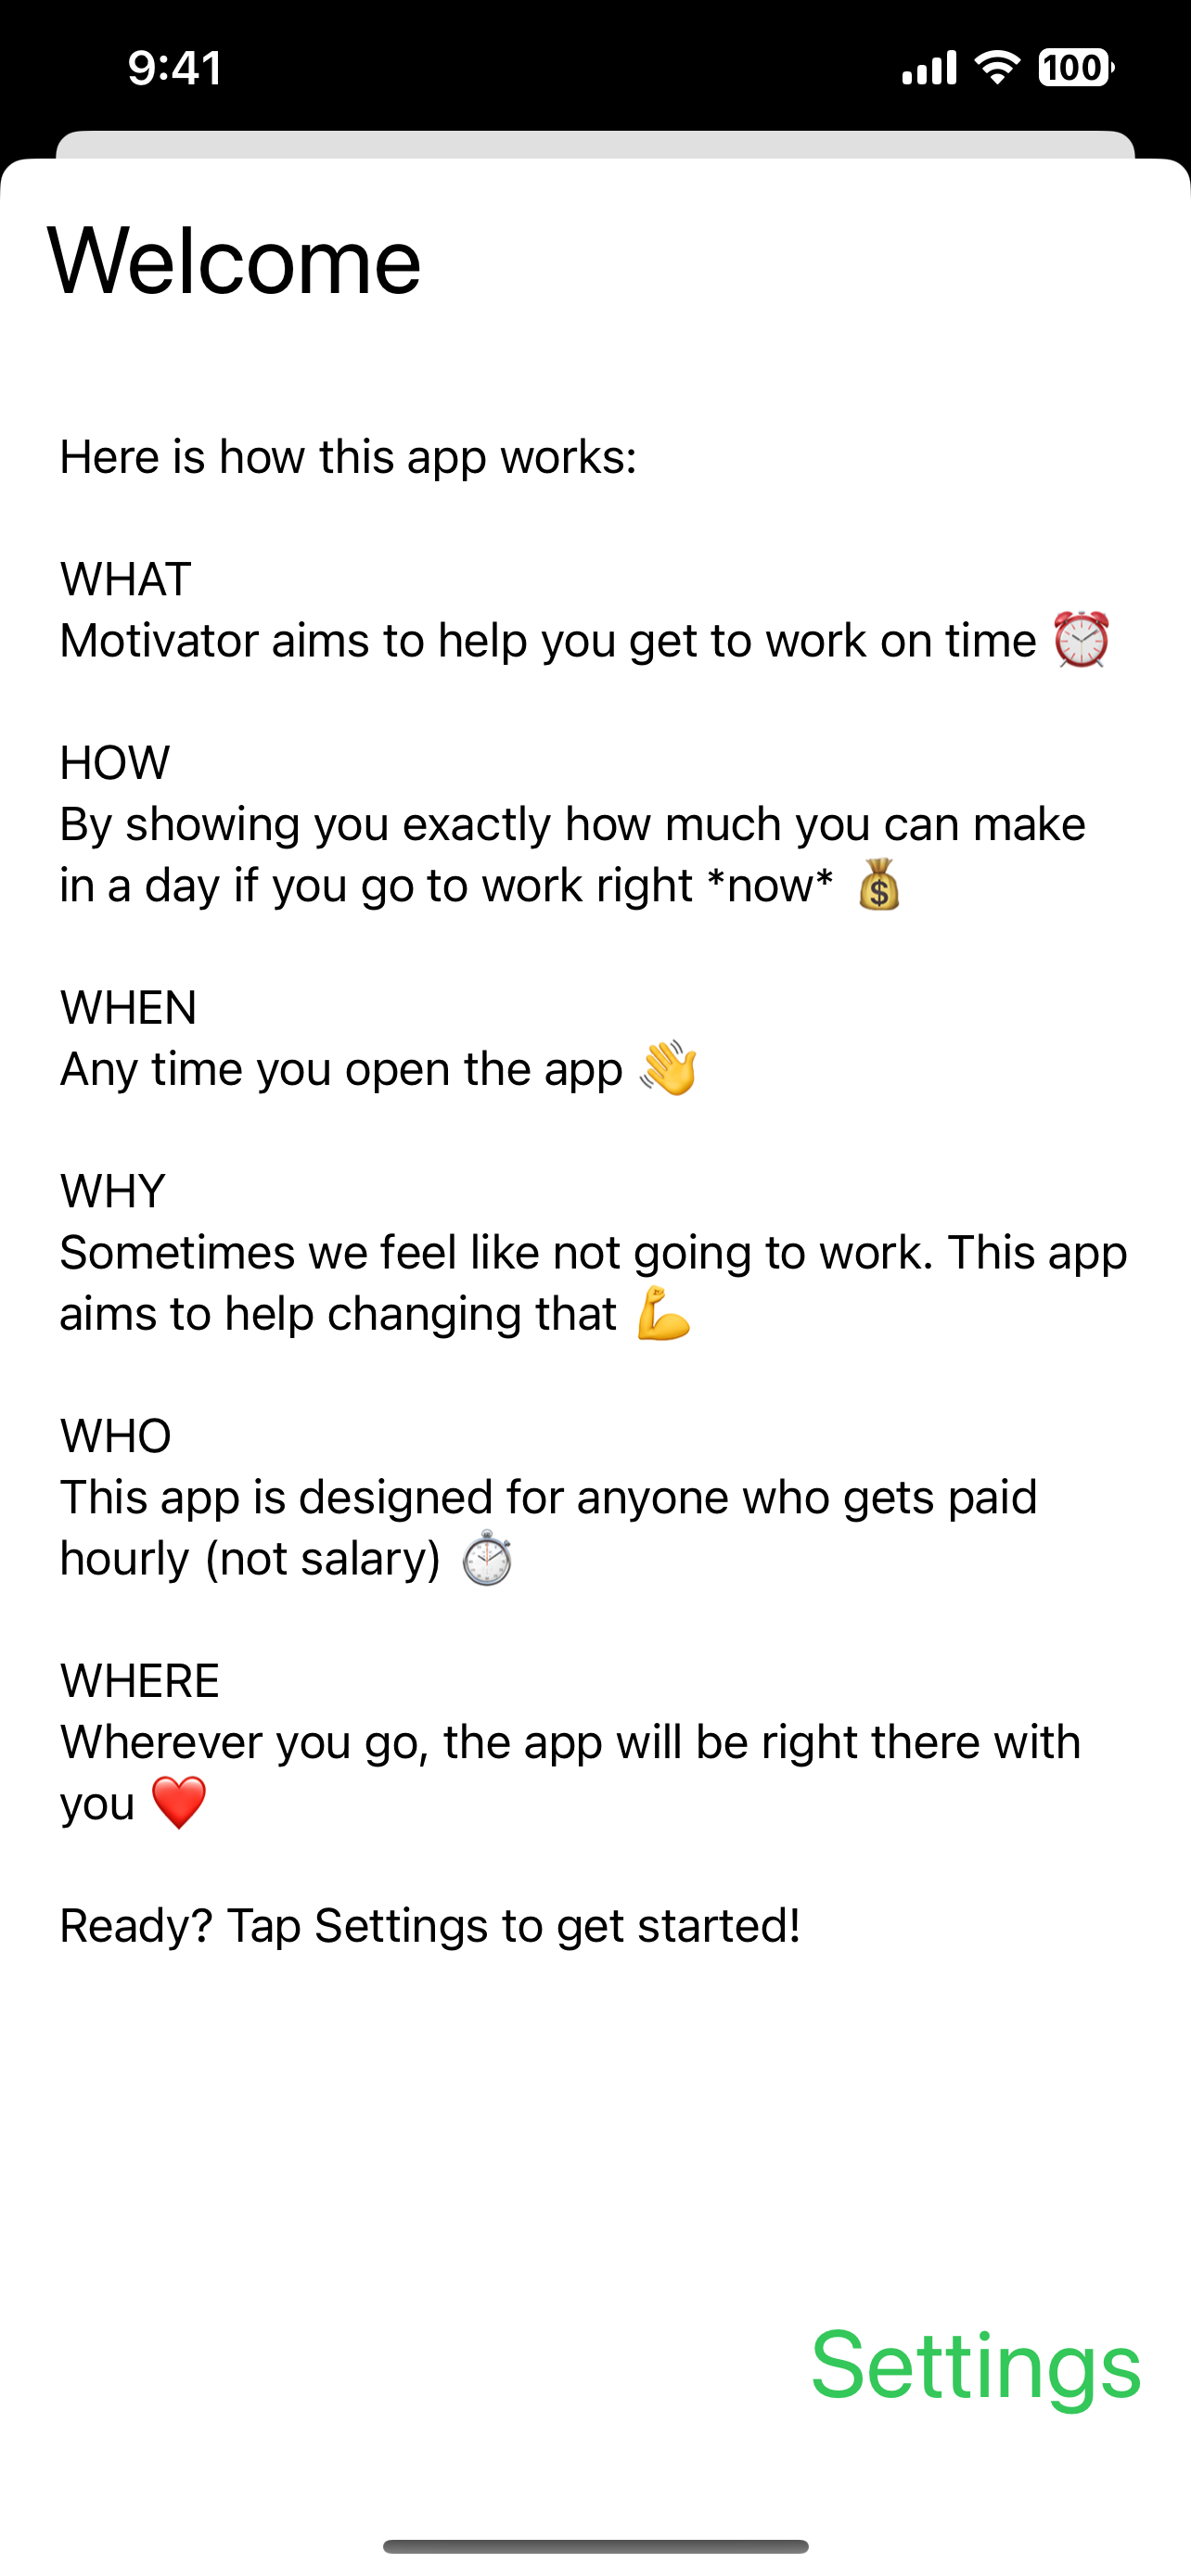 9:41
100
Welcome
Here is how this app works:
WHAT
Motivator aims to help you get to work on time ⏰
HOW
By showing you exactly how much you can make
in a day if you go to work right *now* 💰
WHEN
Any time you open the app 👋
WHY
Sometimes we feel like not going to work. This app
aims to help changing that 💪
WHO
This app is designed for anyone who gets paid
hourly (not salary) ⏱️
WHERE
Wherever you go, the app will be right there with
you ❤️
Ready? Tap Settings to get started!
Settings